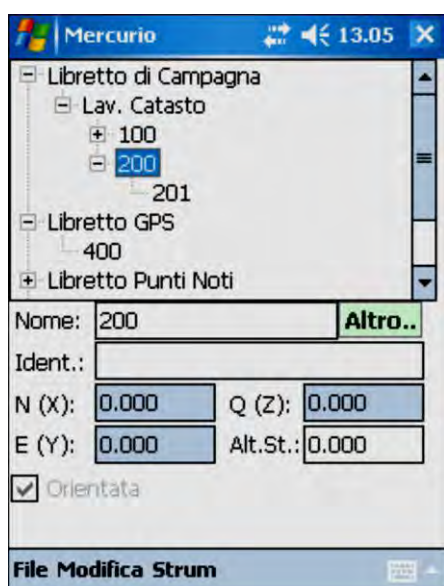 Mercurio 13.05
Libretto di Campagna
Lav. Catasto
100
200
201
Libretto GPS
400
Libretto Punti Noti
Nome: 200 Altro..
Ident.:
N (X): 0.000 Q (Z): 0.000
E (Y): 0.000 Alt.St.: 0.000
Orientata
File Modifica Strum